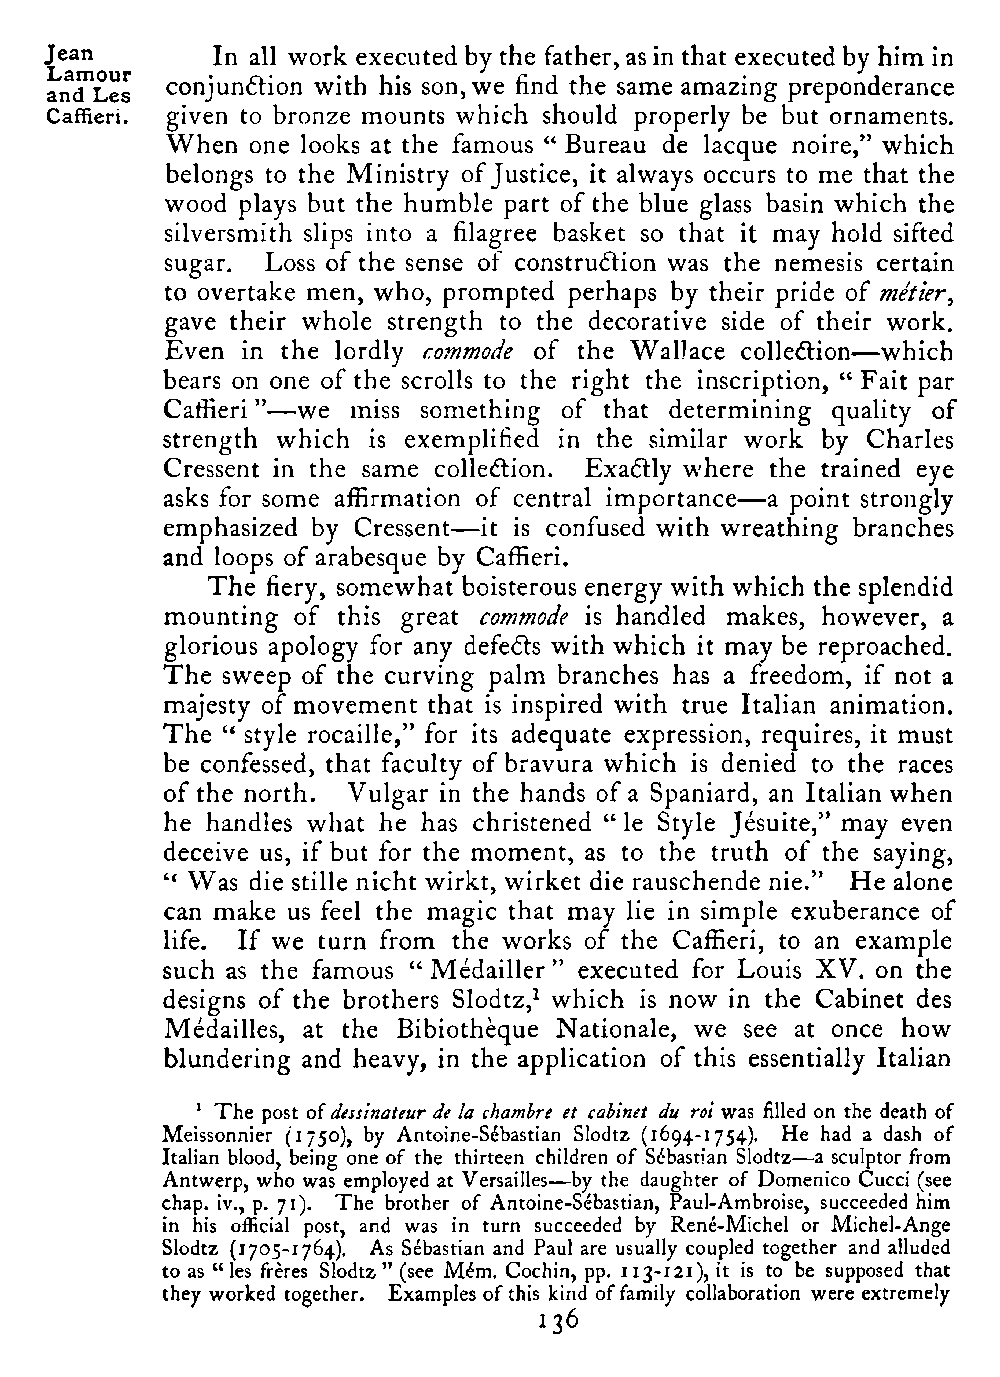 Jean
Lamour
and Les
Caffieri.
In all work executed by the father, as in that executed by him in
conjunction with his son, we find the same amazing preponderance
given to bronze mounts which should properly be but ornaments.
When one looks at the famous “ Bureau de lacque noire,” which
belongs to the Ministry of Justice, it always occurs to me that the
wood plays but the humble part of the blue glass basin which the
silversmith slips into a filagree basket so that it may hold sifted
sugar. Loss of the sense of construction was the nemesis certain
to overtake men, who, prompted perhaps by their pride of métier,
gave their whole strength to the decorative side of their work.
Even in the lordly commode of the Wallace collection—which
bears on one of the scrolls to the right the inscription, “ Fait par
Caffieri ”—we miss something of that determining quality of
strength which is exemplified in the similar work by Charles
Cressent in the same collection. Exactly where the trained eye
asks for some affirmation of central importance—a point strongly
emphasized by Cressent—it is confused with wreathing branches
and loops of arabesque by Caffieri.
The fiery, somewhat boisterous energy with which the splendid
mounting of this great commode is handled makes, however, a
glorious apology for any defects with which it may be reproached.
The sweep of the curving palm branches has a freedom, if not a
majesty of movement that is inspired with true Italian animation.
The “ style rocaille,” for its adequate expression, requires, it must
be confessed, that faculty of bravura which is denied to the races
of the north. Vulgar in the hands of a Spaniard, an Italian when
he handles what he has christened “ le Style Jésuite,” may even
deceive us, if but for the moment, as to the truth of the saying,
“ Was die stille nicht wirkt, wirket die rauschende nie.” He alone
can make us feel the magic that may lie in simple exuberance of
life. If we turn from the works of the Caffieri, to an example
such as the famous “ Médailler ” executed for Louis XV. on the
designs of the brothers Slodtz,¹ which is now in the Cabinet des
Médailles, at the Bibiothèque Nationale, we see at once how
blundering and heavy, in the application of this essentially Italian
¹ The post of dessinateur de la chambre et cabinet du roi was filled on the death of
Meissonnier (1750), by Antoine-Sébastian Slodtz (1694-1754). He had a dash of
Italian blood, being one of the thirteen children of Sébastian Slodtz—a sculptor from
Antwerp, who was employed at Versailles—by the daughter of Domenico Cucci (see
chap. iv., p. 71). The brother of Antoine-Sébastian, Paul-Ambroise, succeeded him
in his official post, and was in turn succeeded by René-Michel or Michel-Ange
Slodtz (1705-1764). As Sébastian and Paul are usually coupled together and alluded
to as “ les frères Slodtz ” (see Mém. Cochin, pp. 113-121), it is to be supposed that
they worked together. Examples of this kind of family collaboration were extremely
136